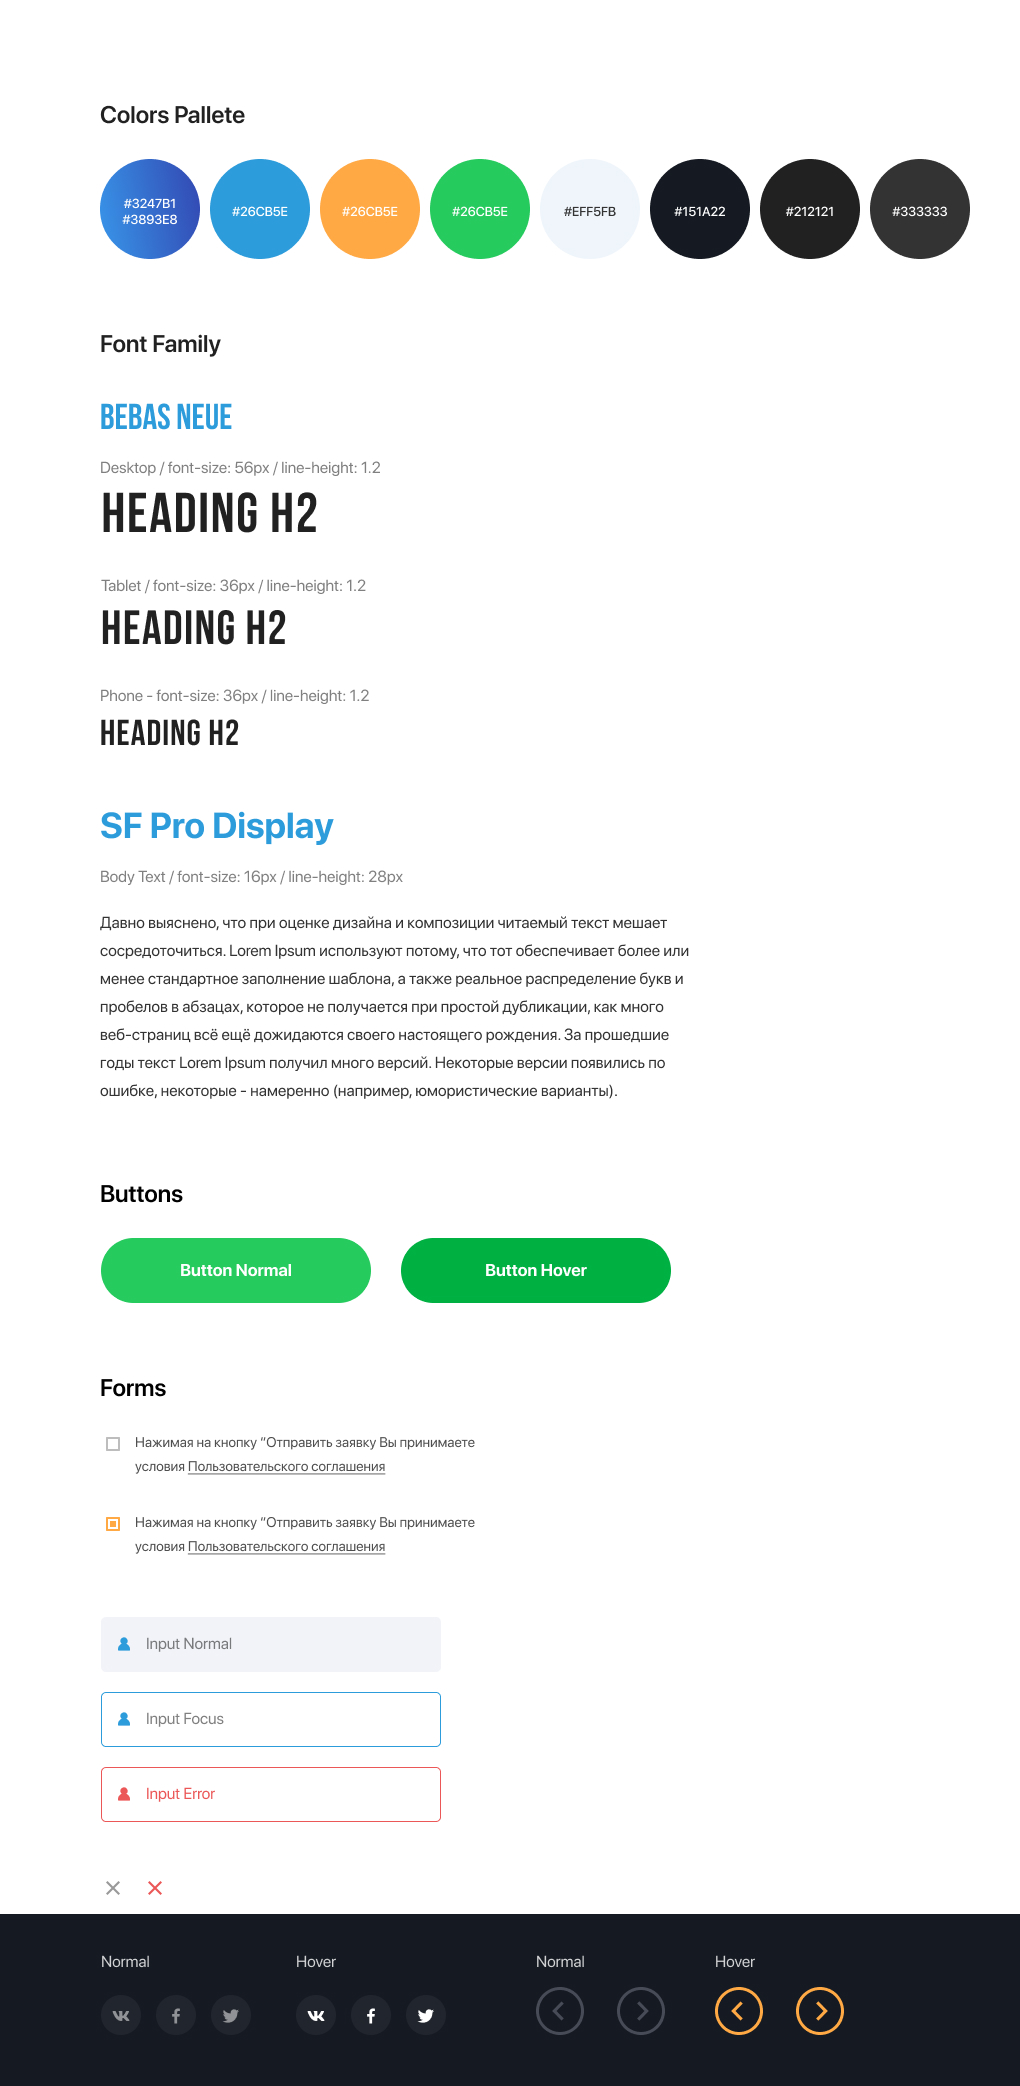 Colors Pallete
#3247B1
#3893E8
#26CB5E
#26CB5E
#26CB5E
#EFF5FB
#151A22
#212121
#333333
Font Family
BEBAS NEUE
Desktop / font-size: 56px / line-height: 1.2
HEADING H2
Tablet / font-size: 36px / line-height: 1.2
HEADING H2
Phone - font-size: 36px / line-height: 1.2
HEADING H2
SF Pro Display
Body Text / font-size: 16px / line-height: 28px
Давно выяснено, что при оценке дизайна и композиции читаемый текст мешает
сосредоточиться. Lorem Ipsum используют потому, что тот обеспечивает более или
менее стандартное заполнение шаблона, а также реальное распределение букв и
пробелов в абзацах, которое не получается при простой дубликации, как много
веб-страниц всё ещё дожидаются своего настоящего рождения. За прошедшие
годы текст Lorem Ipsum получил много версий. Некоторые версии появились по
ошибке, некоторые - намеренно (например, юмористические варианты).
Buttons
Button Normal
Button Hover
Forms
Нажимая на кнопку “Отправить заявку Вы принимаете
условия Пользовательского соглашения
Нажимая на кнопку “Отправить заявку Вы принимаете
условия Пользовательского соглашения
Input Normal
Input Focus
Input Error
Normal
Hover
Normal
Hover